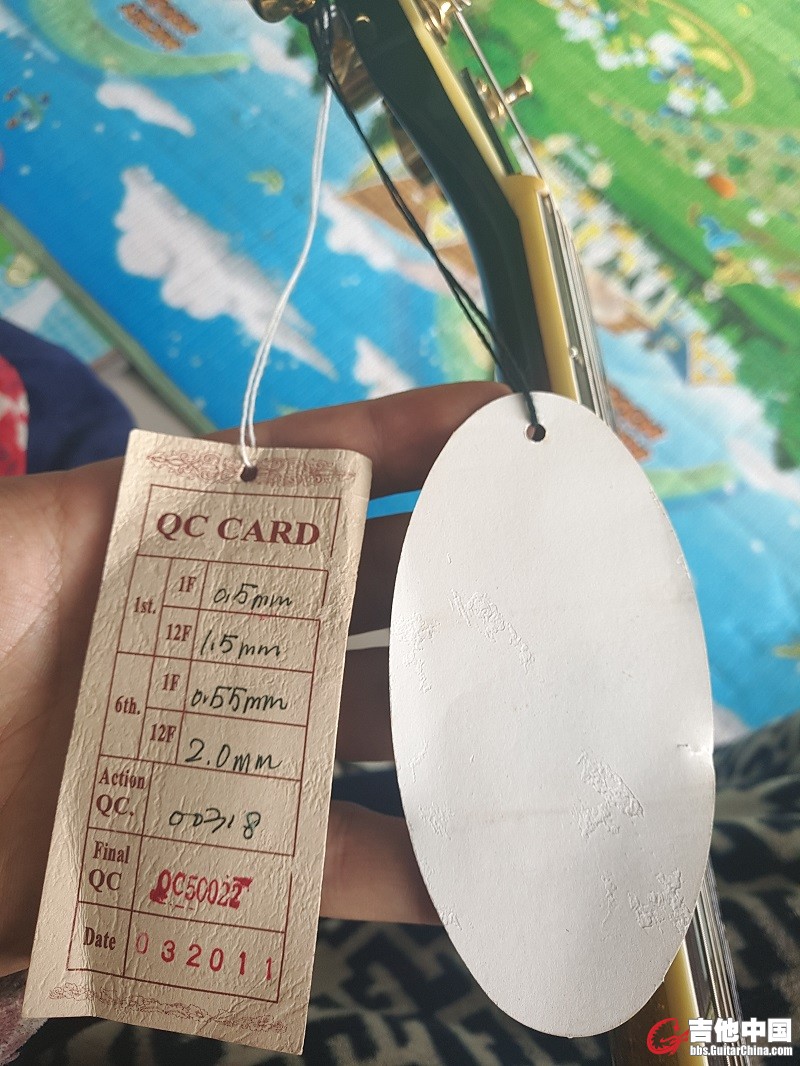 QC CARD
1st.
1F 0.5mm
12F 1.5mm
6th.
1F 0.55mm
12F 2.0mm
Action
QC. 00318
Final
QC QC50022
Date 032011
吉他中国
bbs.GuitarChina.com